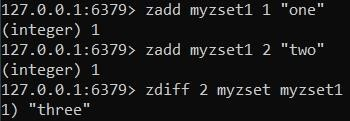 127.0.0.1:6379> zadd myzset1 1 "one"
(integer) 1
127.0.0.1:6379> zadd myzset1 2 "two"
(integer) 1
127.0.0.1:6379> zdiff 2 myzset myzset1
1) "three"